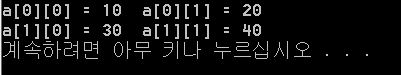 a[0][0] = 10  a[0][1] = 20
a[1][0] = 30  a[1][1] = 40
계속하려면 아무 키나 누르십시오 . . .